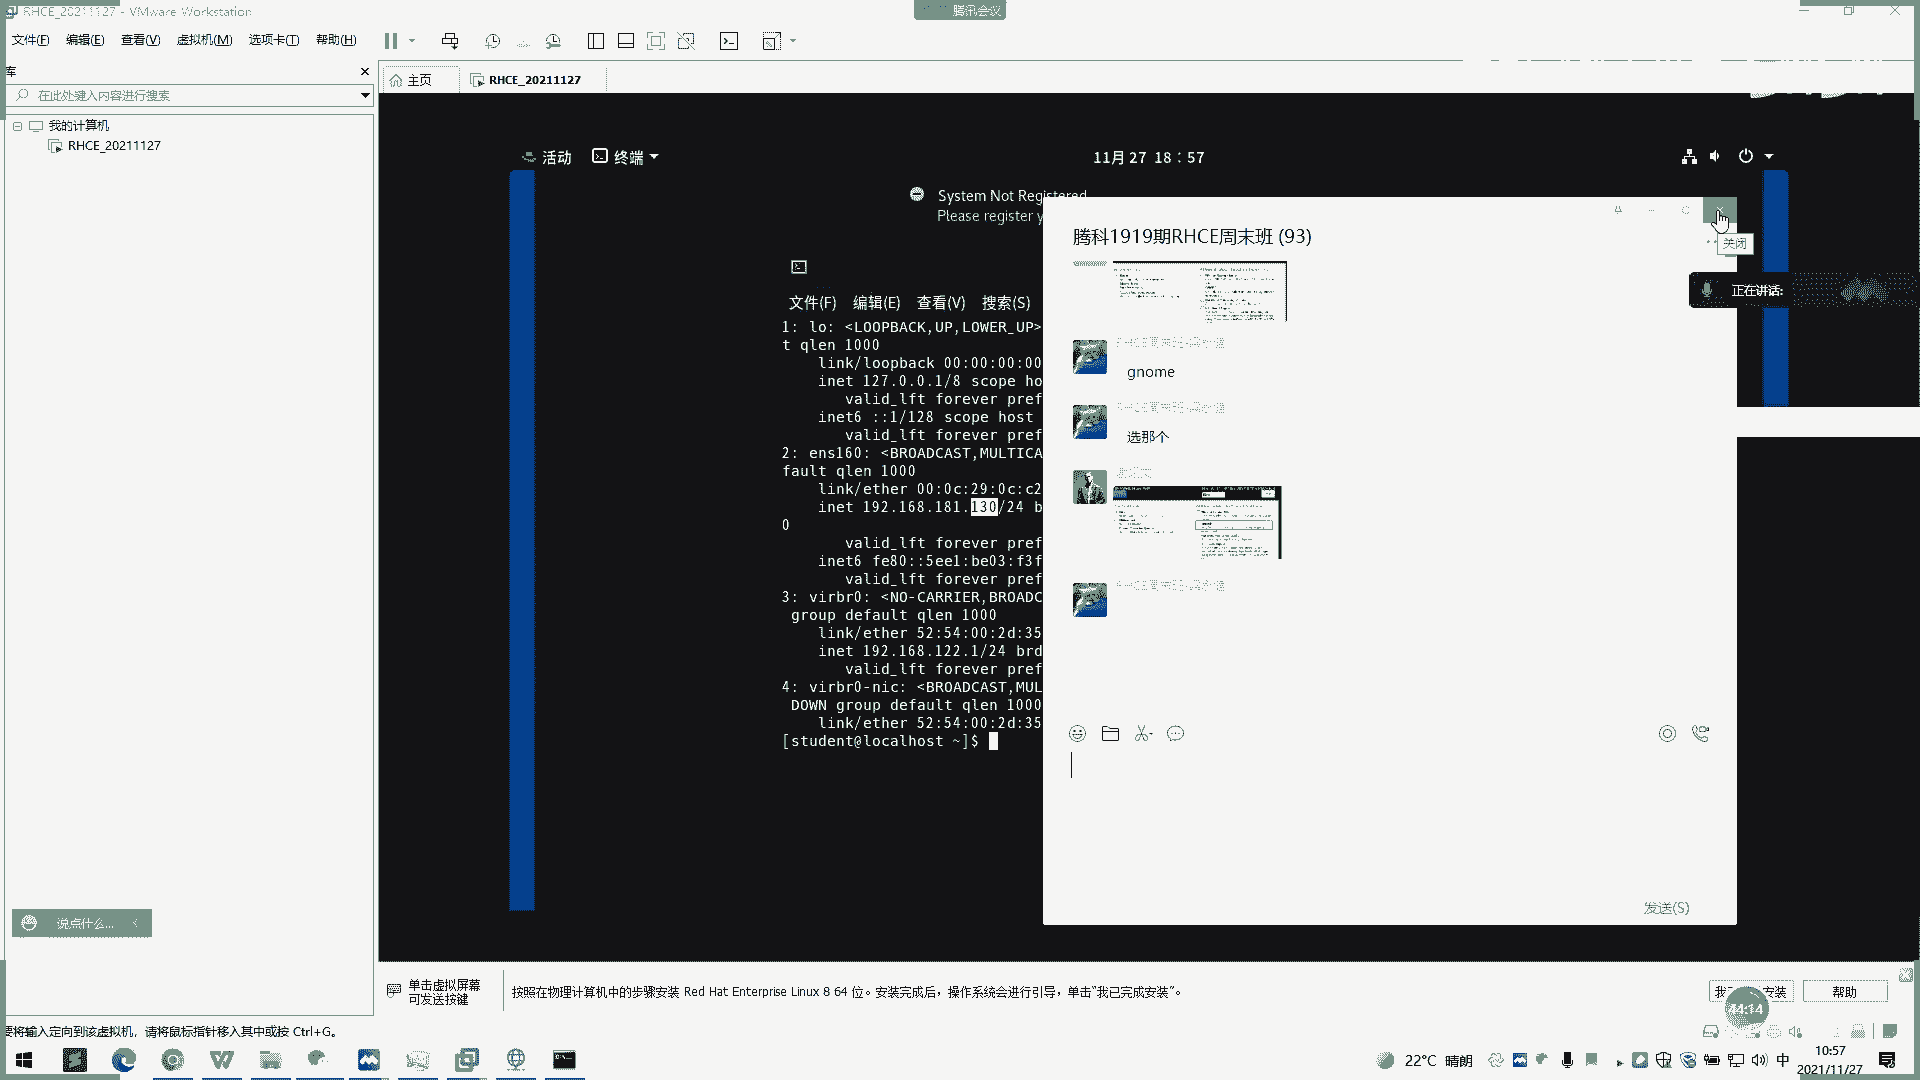 RHCE_20211127 - VMware Workstation
腾讯会议
文件(F) 编辑(E) 查看(V) 虚拟机(M) 选项卡(T) 帮助(H)
库
在此处键入内容进行搜索
我的计算机
RHCE_20211127
主页
RHCE_20211127
活动
终端
11月 27 18：57
System Not Registered
Please register y
文件(F) 编辑(E) 查看(V) 搜索(S)
1: lo: <LOOPBACK,UP,LOWER_UP>
t qlen 1000
link/loopback 00:00:00:00
inet 127.0.0.1/8 scope ho
valid_lft forever pref
inet6 ::1/128 scope host
valid_lft forever pref
2: ens160: <BROADCAST,MULTICA
fault qlen 1000
link/ether 00:0c:29:0c:c2
inet 192.168.181.130/24 b
0
valid_lft forever pref
inet6 fe80::5ee1:be03:f3f
valid_lft forever pref
3: virbr0: <NO-CARRIER,BROADC
group default qlen 1000
link/ether 52:54:00:2d:35
inet 192.168.122.1/24 brd
valid_lft forever pref
4: virbr0-nic: <BROADCAST,MUL
DOWN group default qlen 1000
link/ether 52:54:00:2d:35
[student@localhost ~]$
腾科1919期RHCE周末班 (93)
关闭
正在讲话:
gnome
选那个
发送(S)
说点什么...
单击虚拟屏幕
可发送按键
按照在物理计算机中的步骤安装 Red Hat Enterprise Linux 8 64 位。安装完成后，操作系统会进行引导，单击“我已完成安装”。
安装
帮助
44:14
要将输入定向到该虚拟机，请将鼠标指针移入其中或按 Ctrl+G。
22°C 晴朗
中
10:57
2021/11/27